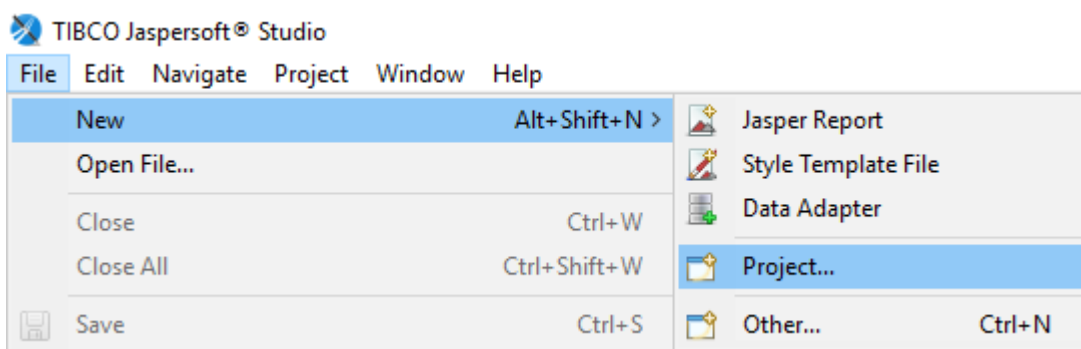 TIBCO Jaspersoft® Studio
File Edit Navigate Project Window Help
New Alt+Shift+N >
Open File...
Close Ctrl+W
Close All Ctrl+Shift+W
Save Ctrl+S
Jasper Report
Style Template File
Data Adapter
Project...
Other... Ctrl+N